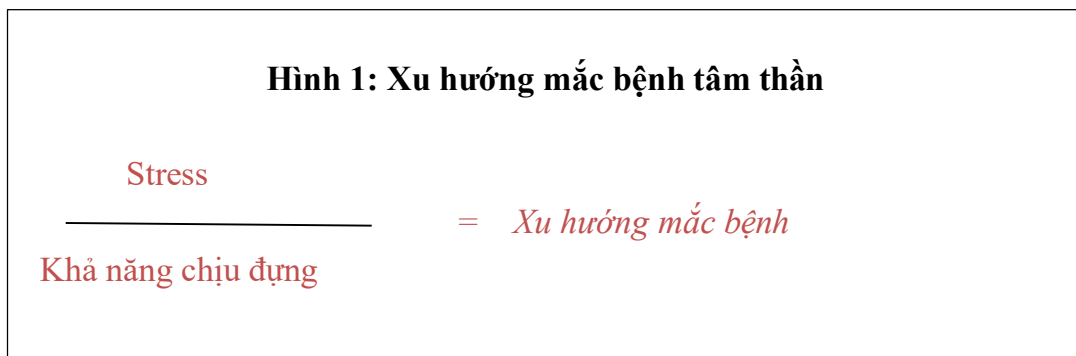 Hình 1: Xu hướng mắc bệnh tâm thần
Stress
= Xu hướng mắc bệnh
Khả năng chịu đựng